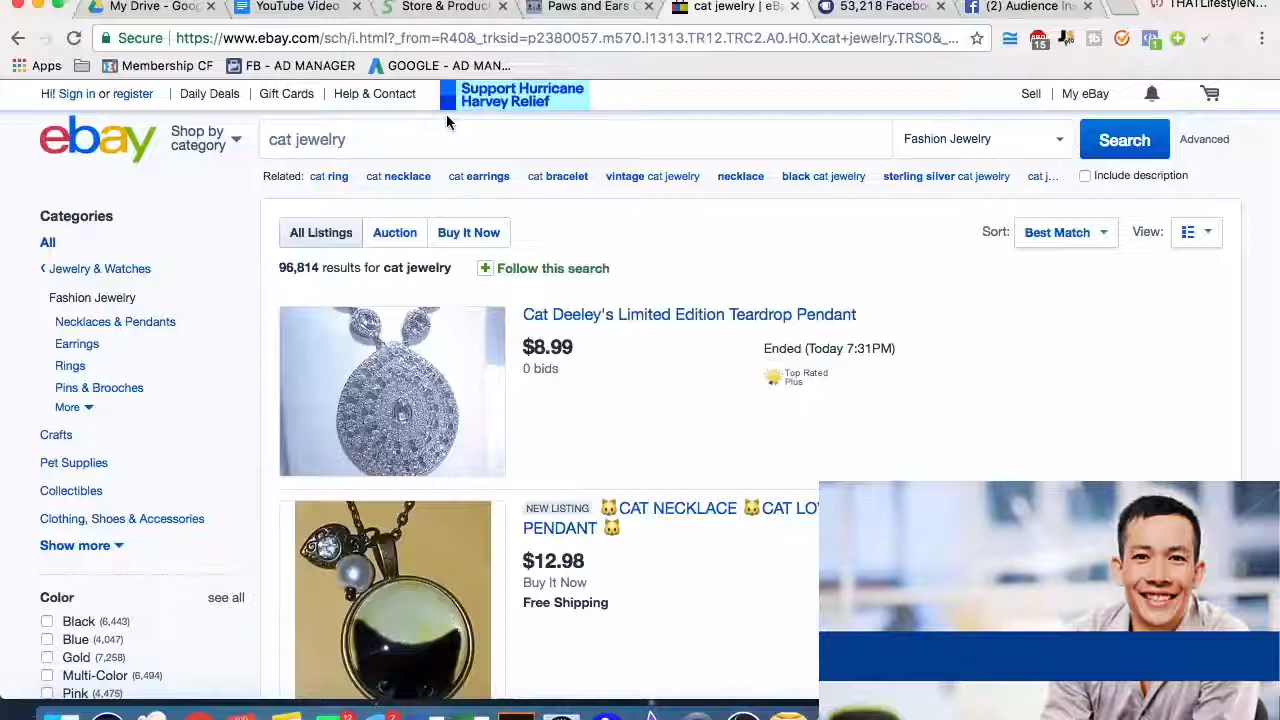 My Drive - Goog
YouTube Video
Store & Produc
Paws and Ears C
cat jewelry | eB
53,218 Facebo
(2) Audience Ins
THATLifestyleN
Secure https://www.ebay.com/sch/i.html?_from=R40&_trksid=p2380057.m570.l1313.TR12.TRC2.A0.H0.Xcat+jewelry.TRS0&_...
15
1
Apps
Membership CF
FB - AD MANAGER
GOOGLE - AD MAN...
Hi! Sign in or register
Daily Deals
Gift Cards
Help & Contact
Support Hurricane
Harvey Relief
Sell
My eBay
ebay
Shop by
category
cat jewelry
Fashion Jewelry
Search
Advanced
Related: cat ring cat necklace cat earrings cat bracelet vintage cat jewelry necklace black cat jewelry sterling silver cat jewelry cat j...
Include description
Categories
All
Jewelry & Watches
Fashion Jewelry
Necklaces & Pendants
Earrings
Rings
Pins & Brooches
More
Crafts
Pet Supplies
Collectibles
Clothing, Shoes & Accessories
Show more
Color see all
Black (6,443)
Blue (4,047)
Gold (7,258)
Multi-Color (6,494)
Pink (4,475)
All Listings
Auction
Buy It Now
Sort: Best Match
View:
96,814 results for cat jewelry
Follow this search
Cat Deeley's Limited Edition Teardrop Pendant
$8.99
0 bids
Ended (Today 7:31PM)
Top Rated
Plus
NEW LISTING 🐱CAT NECKLACE 🐱CAT LO
PENDANT 🐱
$12.98
Buy It Now
Free Shipping